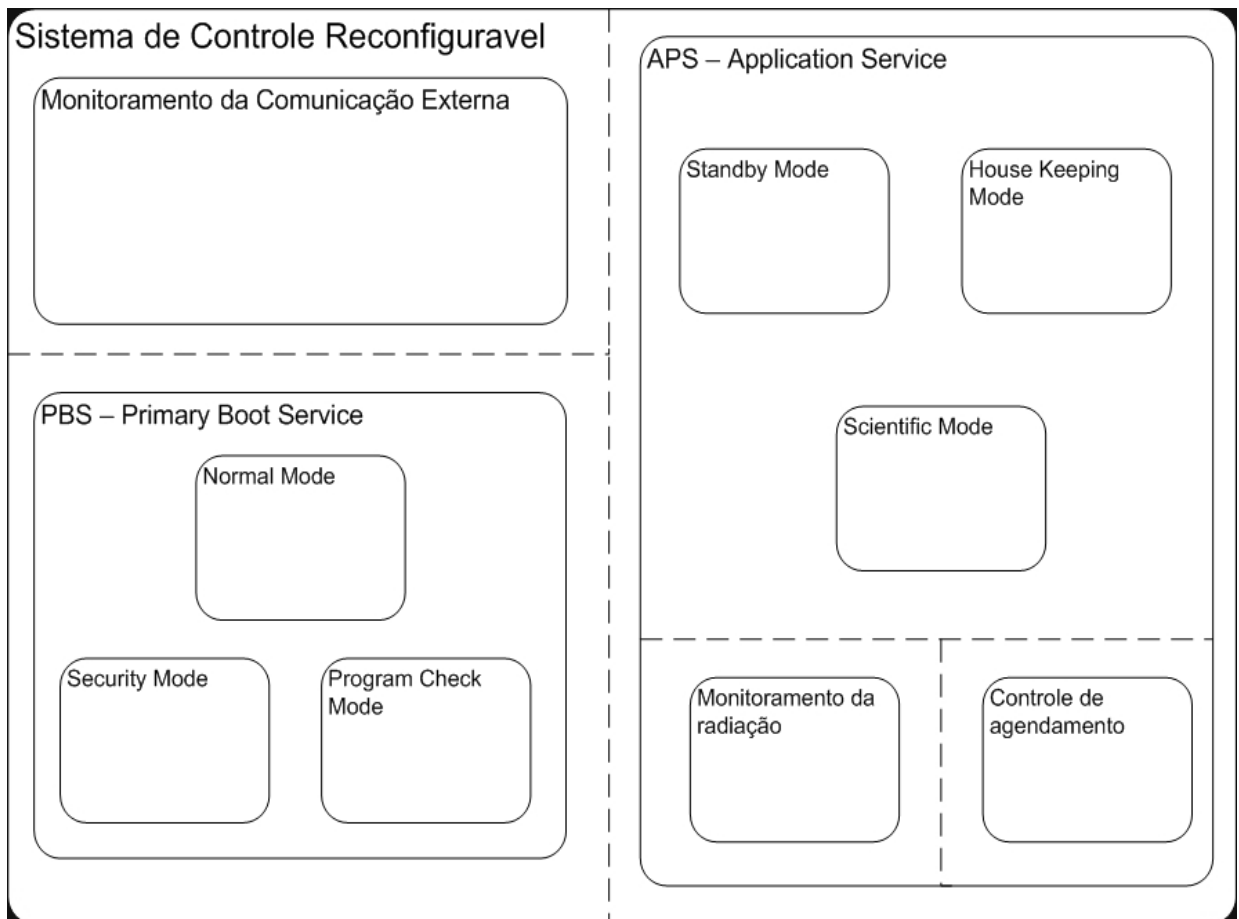 Sistema de Controle Reconfiguravel
Monitoramento da Comunicação Externa
PBS – Primary Boot Service
Normal Mode
Security Mode
Program Check
Mode
APS – Application Service
Standby Mode
House Keeping
Mode
Scientific Mode
Monitoramento da
radiação
Controle de
agendamento